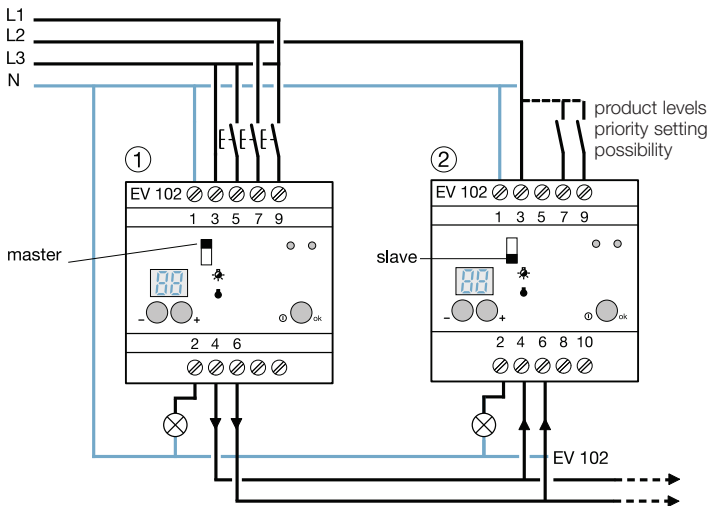 L1
L2
L3
N
product levels
priority setting
possibility
1
2
EV 102
1 3 5 7 9
EV 102
1 3 5 7 9
master
slave
88
88
- +
ok
- +
ok
2 4 6
2 4 6 8 10
EV 102